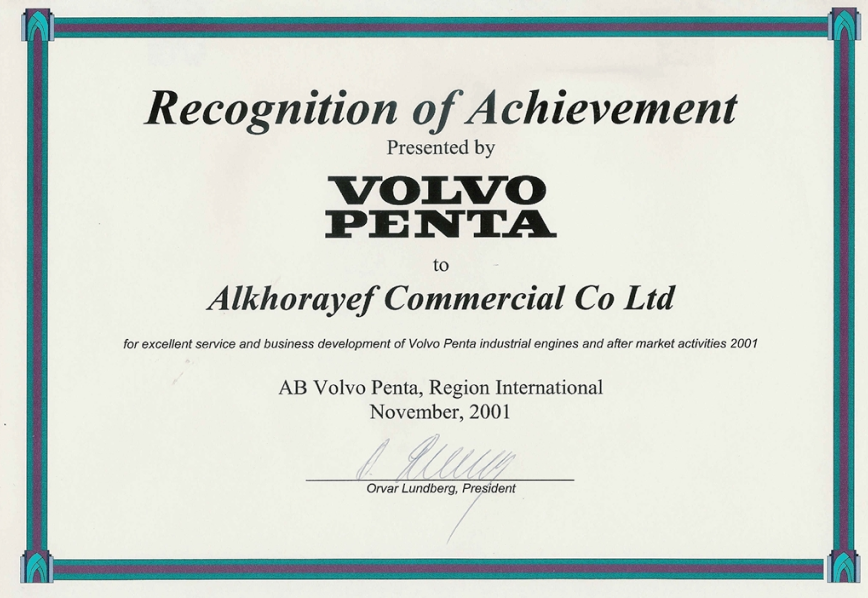 Recognition of Achievement
Presented by
VOLVO
PENTA
to
Alkhorayef Commercial Co Ltd
for excellent service and business development of Volvo Penta industrial engines and after market activities 2001
AB Volvo Penta, Region International
November, 2001
Orvar Lundberg, President